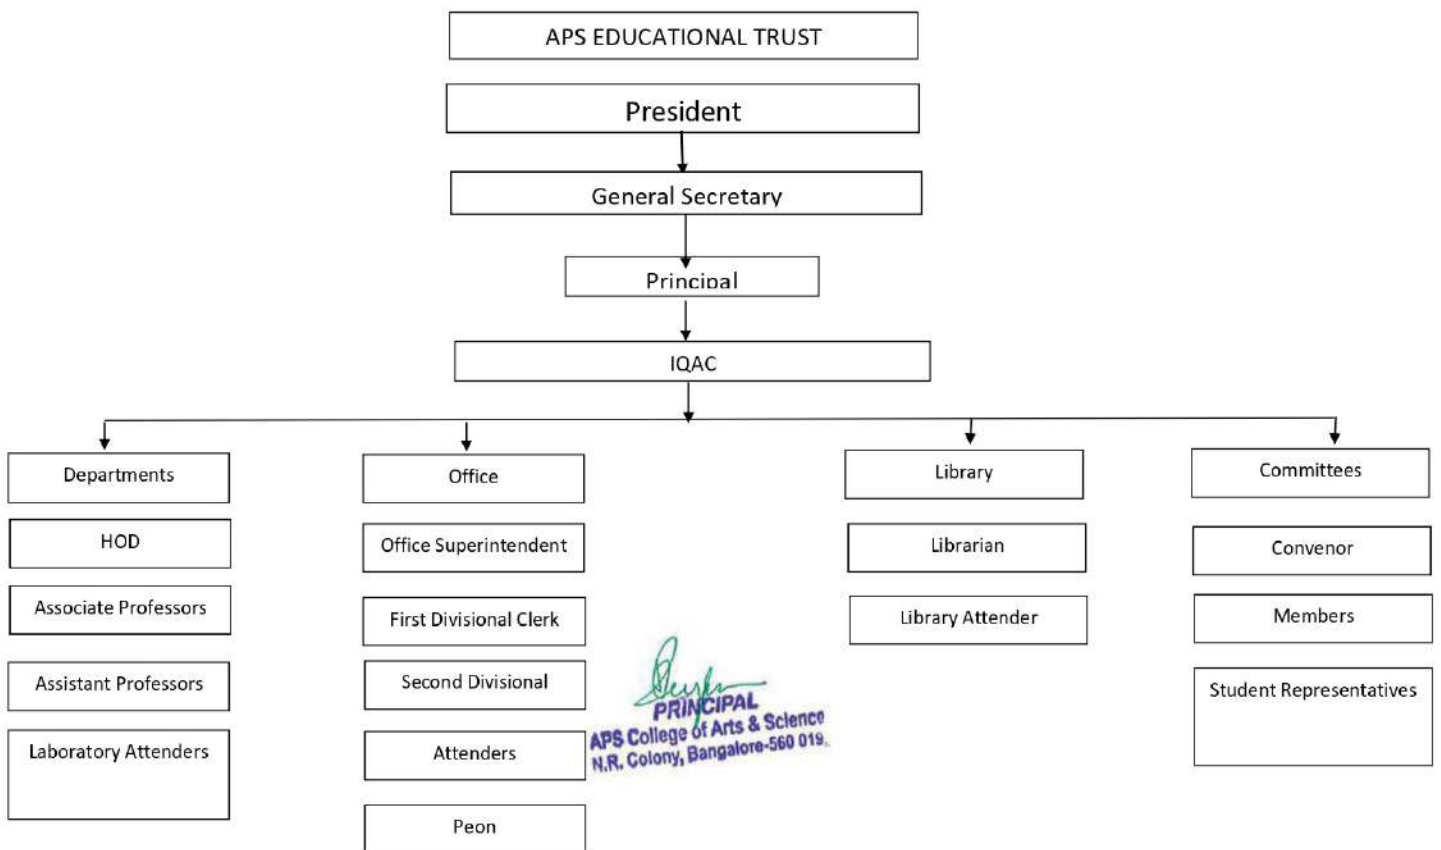 APS EDUCATIONAL TRUST
President
General Secretary
Principal
IQAC
Departments
HOD
Associate Professors
Assistant Professors
Laboratory Attenders
Office
Office Superintendent
First Divisional Clerk
Second Divisional
Attenders
Peon
Library
Librarian
Library Attender
Committees
Convenor
Members
Student Representatives
PRINCIPAL
APS College of Arts & Science
N.R. Colony, Bangalore-560 019.